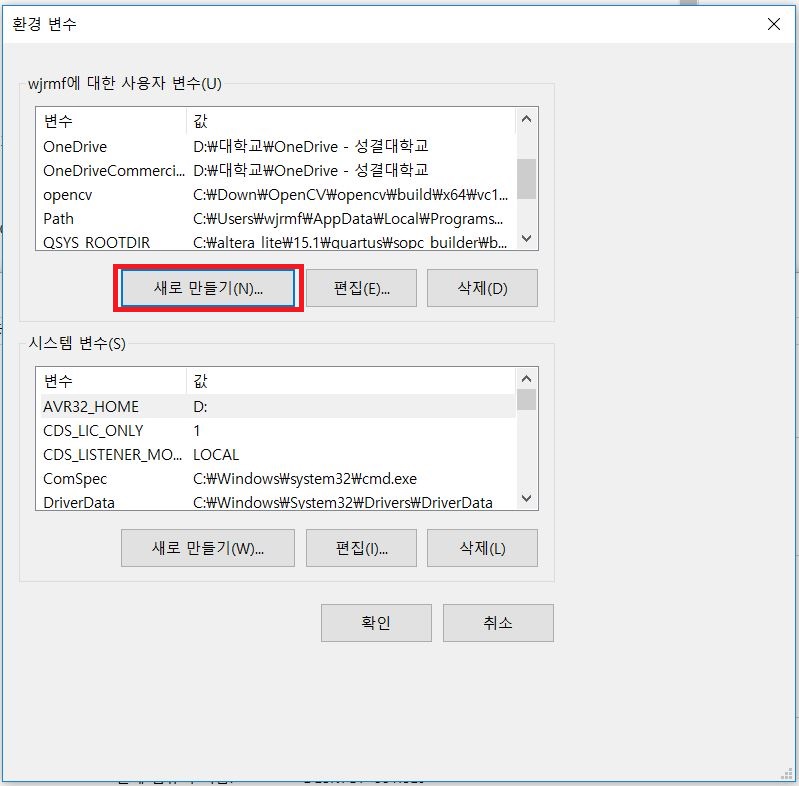 환경 변수
wjrmf에 대한 사용자 변수(U)
변수 값
OneDrive D:₩대학교₩OneDrive - 성결대학교
OneDriveCommerci... D:₩대학교₩OneDrive - 성결대학교
opencv C:₩Down₩OpenCV₩opencv₩build₩x64₩vc1...
Path C:₩Users₩wjrmf₩AppData₩Local₩Programs...
QSYS_ROOTDIR C:₩altera_lite₩15.1₩quartus₩sopc_builder₩b...
새로 만들기(N)... 편집(E)... 삭제(D)
시스템 변수(S)
변수 값
AVR32_HOME D:
CDS_LIC_ONLY 1
CDS_LISTENER_MO... LOCAL
ComSpec C:₩Windows₩system32₩cmd.exe
DriverData C:₩Windows₩System32₩Drivers₩DriverData
새로 만들기(W)... 편집(I)... 삭제(L)
확인 취소